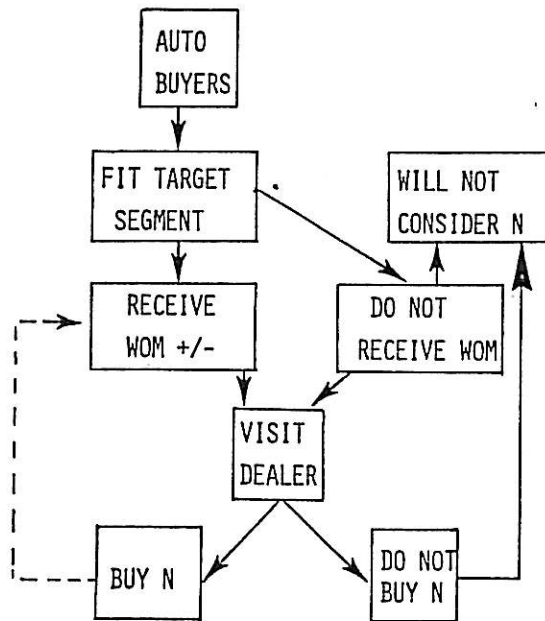 AUTO
BUYERS
FIT TARGET
SEGMENT
WILL NOT
CONSIDER N
RECEIVE
WOM +/-
DO NOT
RECEIVE WOM
VISIT
DEALER
BUY N
DO NOT
BUY N